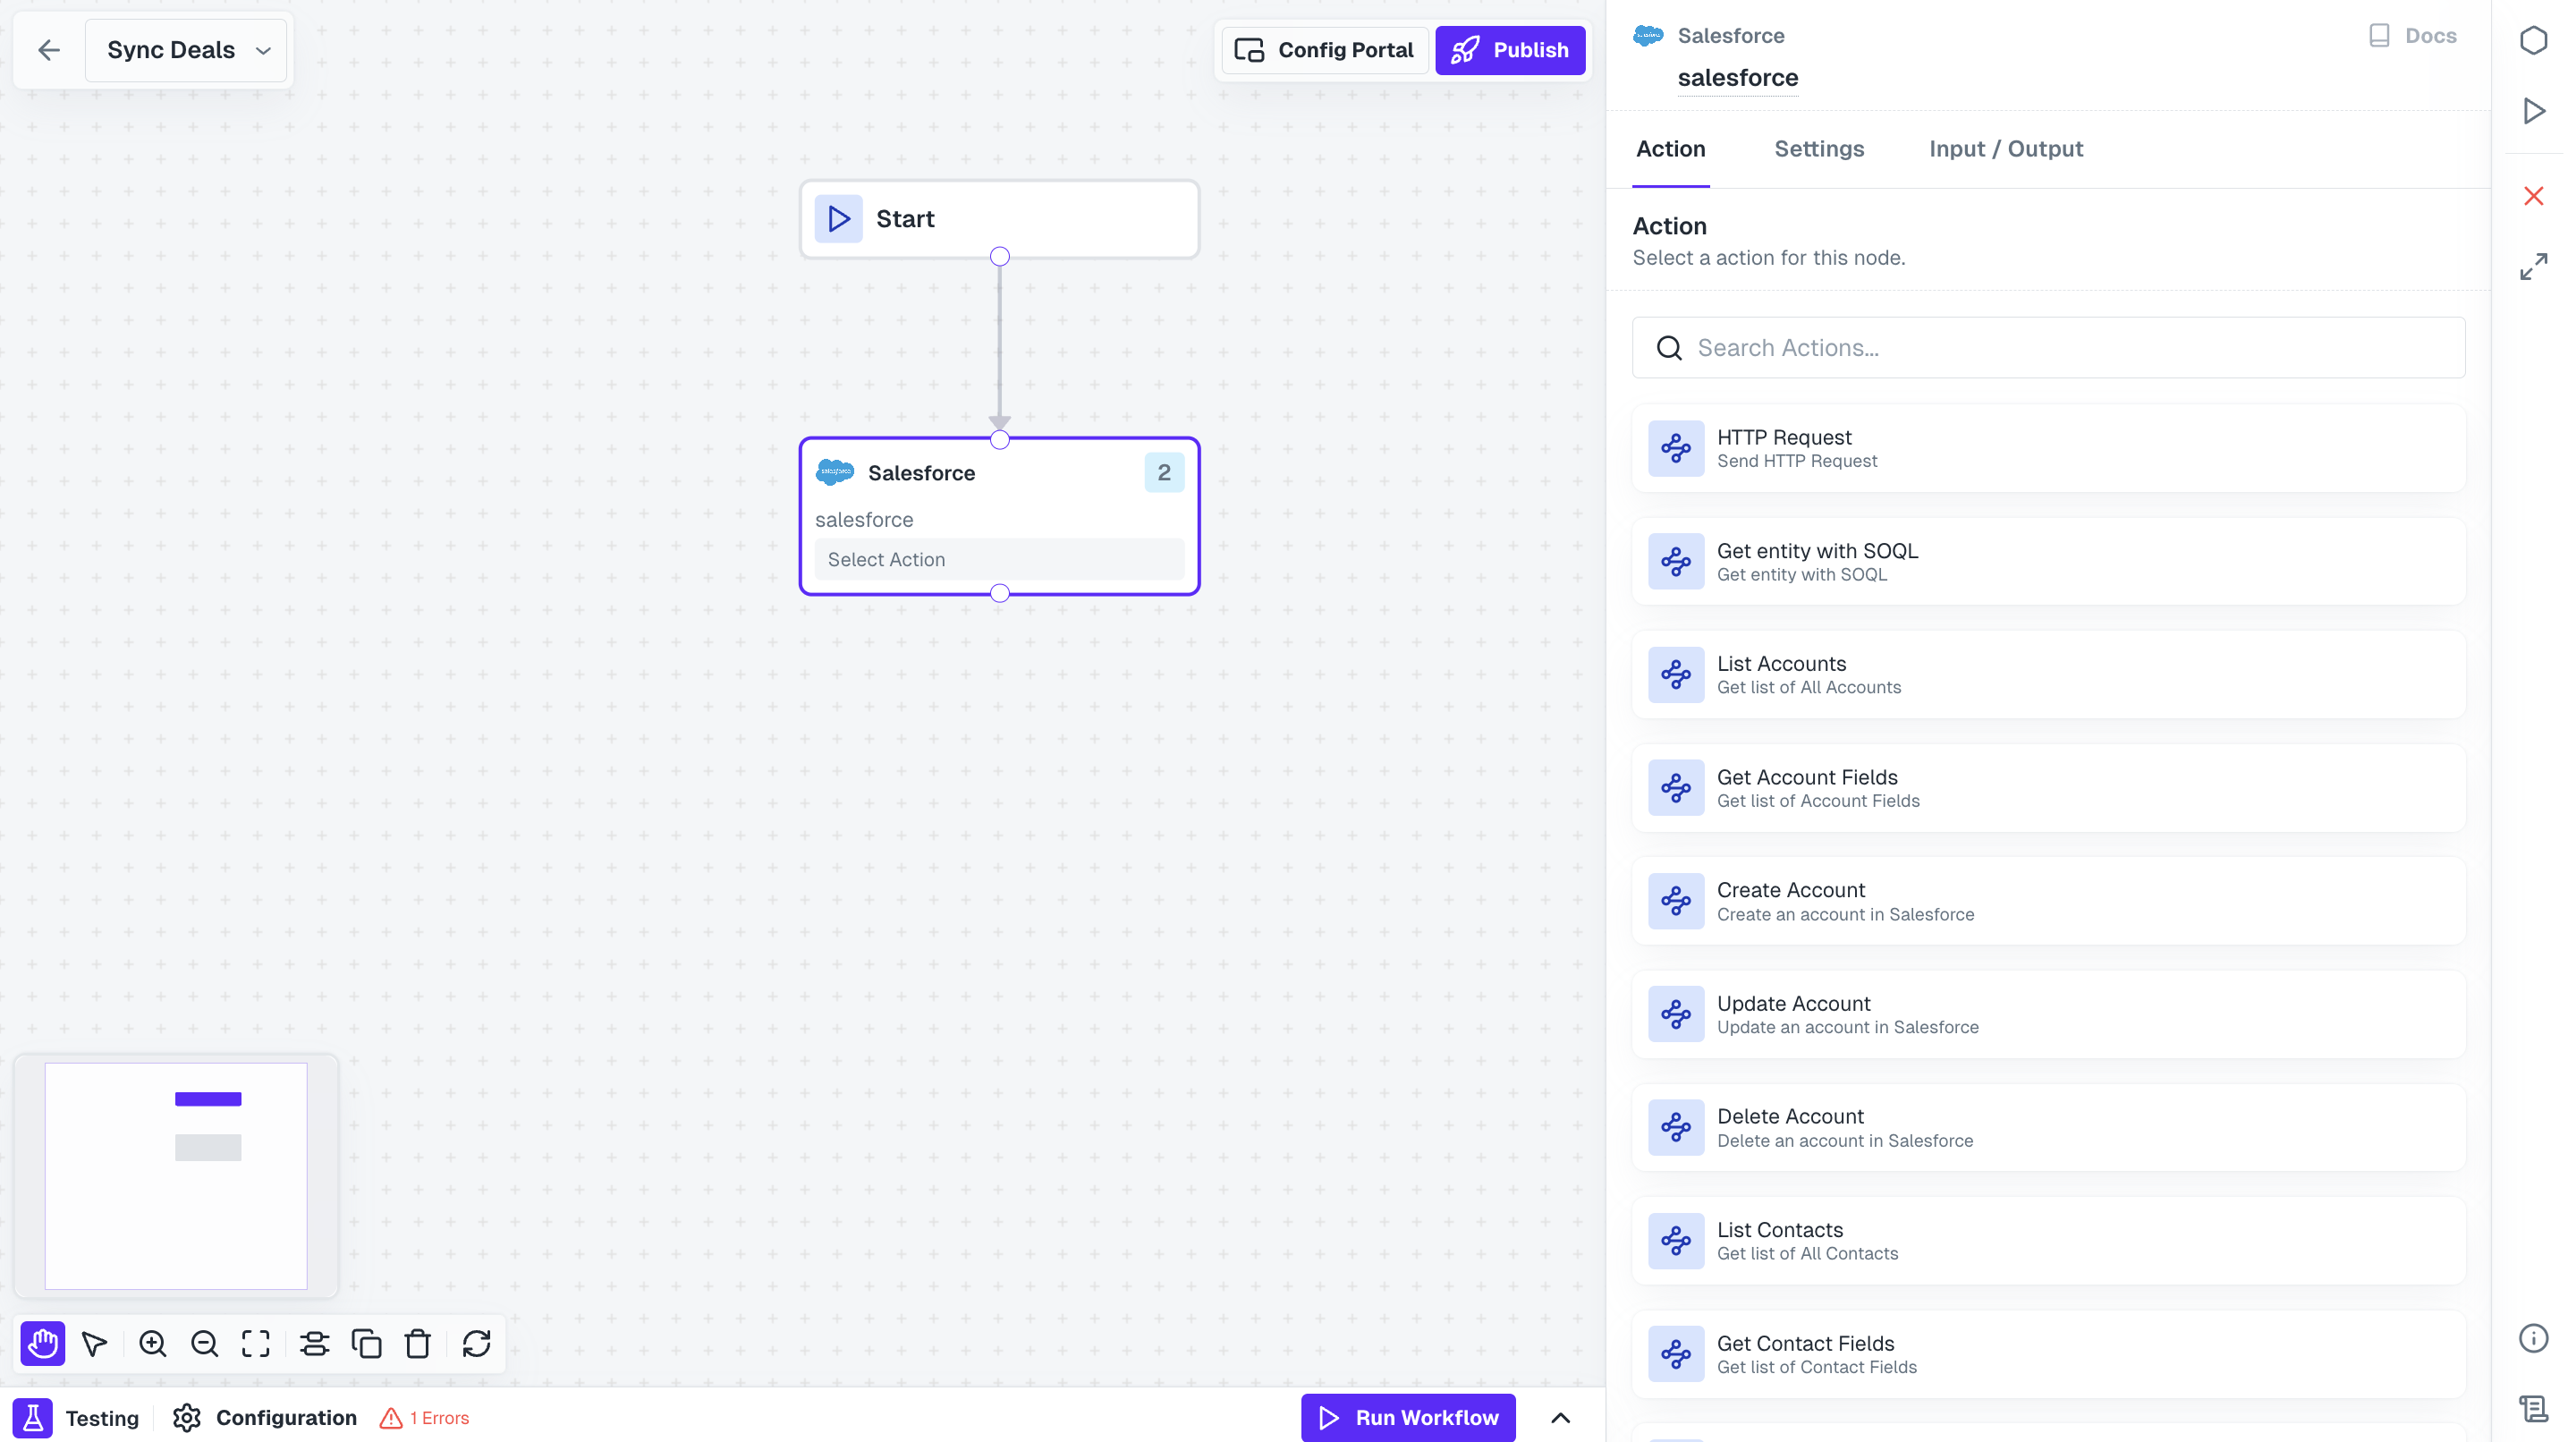 Sync Deals
Config Portal
Publish
Start
Salesforce
2
salesforce
Select Action
Testing
Configuration
1 Errors
Run Workflow
Salesforce
Docs
salesforce
Action
Settings
Input / Output
Action
Select a action for this node.
Search Actions...
HTTP Request
Send HTTP Request
Get entity with SOQL
Get entity with SOQL
List Accounts
Get list of All Accounts
Get Account Fields
Get list of Account Fields
Create Account
Create an account in Salesforce
Update Account
Update an account in Salesforce
Delete Account
Delete an account in Salesforce
List Contacts
Get list of All Contacts
Get Contact Fields
Get list of Contact Fields